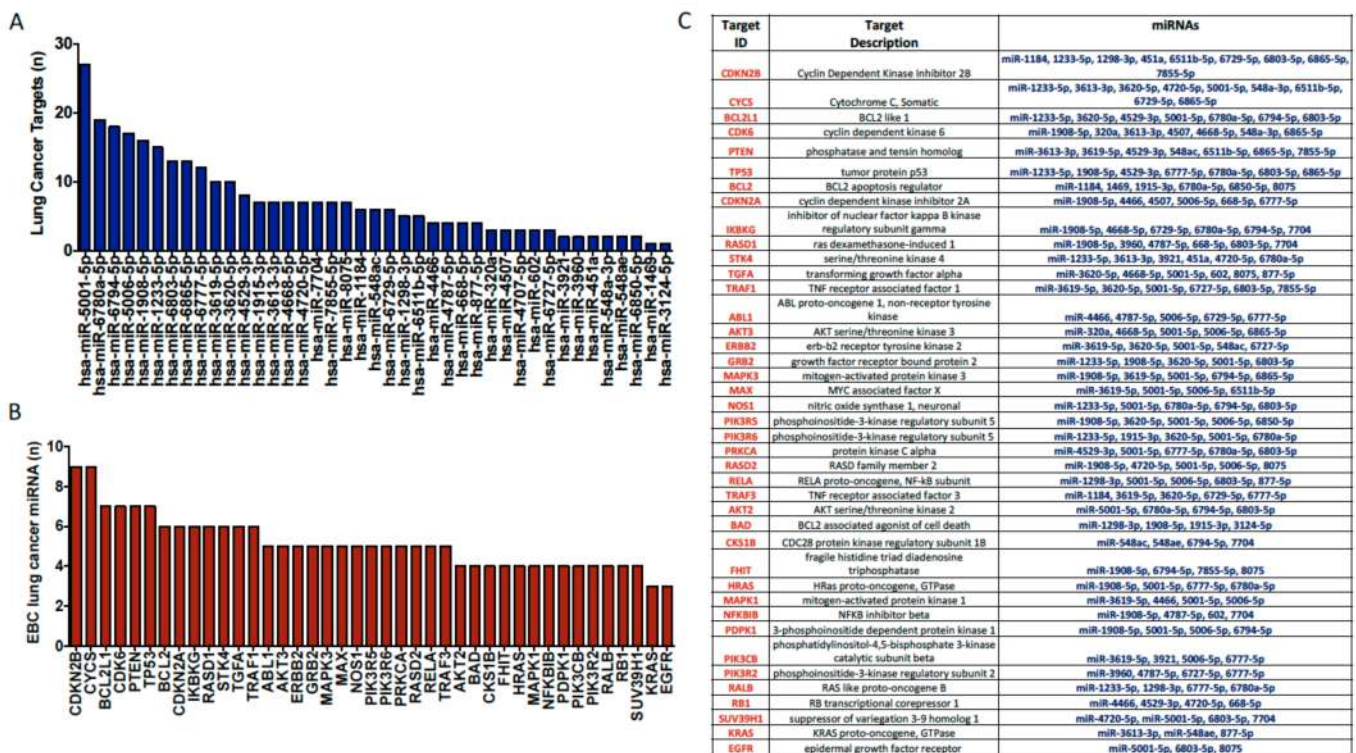 A
Lung Cancer Targets (n)
30
20
10
0
hsa-miR-5001-5p
hsa-miR-6780a-5p
hsa-miR-6794-5p
hsa-miR-5006-5p
hsa-miR-1908-5p
hsa-miR-1233-5p
hsa-miR-6803-5p
hsa-miR-6865-5p
hsa-miR-6777-5p
hsa-miR-3619-5p
hsa-miR-3620-5p
hsa-miR-4529-3p
hsa-miR-1915-3p
hsa-miR-3613-3p
hsa-miR-4668-5p
hsa-miR-4720-5p
hsa-miR-7704
hsa-miR-7855-5p
hsa-miR-8075
hsa-miR-1184
hsa-miR-548ac
hsa-miR-6729-5p
hsa-miR-1298-3p
hsa-miR-6511b-5p
hsa-miR-4466
hsa-miR-4787-5p
hsa-miR-668-5p
hsa-miR-877-5p
hsa-miR-320a
hsa-miR-4507
hsa-miR-4707-5p
hsa-miR-602
hsa-miR-6727-5p
hsa-miR-3921
hsa-miR-3960
hsa-miR-451a
hsa-miR-548a-3p
hsa-miR-548ae
hsa-miR-6850-5p
hsa-miR-1469
hsa-miR-3124-5p
B
EBC lung cancer miRNA (n)
10
8
6
4
2
0
CDKN2B
CYCS
BCL2L1
CDK6
PTEN
TP53
BCL2
CDKN2A
IKBKG
RASD1
STK4
TGFA
TRAF1
ABL1
AKT3
ERBB2
GRB2
MAPK3
MAX
NOS1
PIK3R5
PIK3R6
PRKCA
RASD2
RELA
TRAF3
AKT2
BAD
CKS1B
FHIT
HRAS
MAPK1
NFKBIB
PDPK1
PIK3CB
PIK3R2
RALB
RB1
SUV39H1
KRAS
EGFR
C
Target ID Target Description miRNAs
CDKN2B Cyclin Dependent Kinase Inhibitor 2B miR-1184, 1233-5p, 1298-3p, 451a, 6511b-5p, 6729-5p, 6803-5p, 6865-5p,
7855-5p
CYCS Cytochrome C, Somatic miR-1233-5p, 3613-3p, 3620-5p, 4720-5p, 5001-5p, 548a-3p, 6511b-5p,
6729-5p, 6865-5p
BCL2L1 BCL2 like 1 miR-1233-5p, 3620-5p, 4529-3p, 5001-5p, 6780a-5p, 6794-5p, 6803-5p
CDK6 cyclin dependent kinase 6 miR-1908-5p, 320a, 3613-3p, 4507, 4668-5p, 548a-3p, 6865-5p
PTEN phosphatase and tensin homolog miR-3613-3p, 3619-5p, 4529-3p, 548ac, 6511b-5p, 6865-5p, 7855-5p
TP53 tumor protein p53 miR-1233-5p, 1908-5p, 4529-3p, 6777-5p, 6780a-5p, 6803-5p, 6865-5p
BCL2 BCL2 apoptosis regulator miR-1184, 1469, 1915-3p, 6780a-5p, 6850-5p, 8075
CDKN2A cyclin dependent kinase inhibitor 2A miR-1908-5p, 4466, 4507, 5006-5p, 668-5p, 6777-5p
inhibitor of nuclear factor kappa B kinase
IKBKG regulatory subunit gamma miR-1908-5p, 4668-5p, 6729-5p, 6780a-5p, 6794-5p, 7704
RASD1 ras dexamethasone-induced 1 miR-1908-5p, 3960, 4787-5p, 668-5p, 6803-5p, 7704
STK4 serine/threonine kinase 4 miR-1233-5p, 3613-3p, 3921, 451a, 4720-5p, 6780a-5p
TGFA transforming growth factor alpha miR-3620-5p, 4668-5p, 5001-5p, 602, 8075, 877-5p
TRAF1 TNF receptor associated factor 1 miR-3619-5p, 3620-5p, 5001-5p, 6727-5p, 6803-5p, 7855-5p
ABL proto-oncogene 1, non-receptor tyrosine
ABL1 kinase miR-4466, 4787-5p, 5006-5p, 6729-5p, 6777-5p
AKT3 AKT serine/threonine kinase 3 miR-320a, 4668-5p, 5001-5p, 5006-5p, 6865-5p
ERBB2 erb-b2 receptor tyrosine kinase 2 miR-3619-5p, 3620-5p, 5001-5p, 548ac, 6727-5p
GRB2 growth factor receptor bound protein 2 miR-1233-5p, 1908-5p, 3620-5p, 5001-5p, 6803-5p
MAPK3 mitogen-activated protein kinase 3 miR-1908-5p, 3619-5p, 5001-5p, 6794-5p, 6865-5p
MAX MYC associated factor X miR-3619-5p, 5001-5p, 5006-5p, 6511b-5p
NOS1 nitric oxide synthase 1, neuronal miR-1233-5p, 5001-5p, 6780a-5p, 6794-5p, 6803-5p
PIK3R5 phosphoinositide-3-kinase regulatory subunit 5 miR-1908-5p, 3620-5p, 5001-5p, 5006-5p, 6850-5p
PIK3R6 phosphoinositide-3-kinase regulatory subunit 5 miR-1233-5p, 1915-3p, 3620-5p, 5001-5p, 6780a-5p
PRKCA protein kinase C alpha miR-4529-3p, 5001-5p, 6777-5p, 6780a-5p, 6803-5p
RASD2 RASD family member 2 miR-1908-5p, 4720-5p, 5001-5p, 5006-5p, 8075
RELA RELA proto-oncogene, NF-kB subunit miR-1298-3p, 5001-5p, 5006-5p, 6803-5p, 877-5p
TRAF3 TNF receptor associated factor 3 miR-1184, 3619-5p, 3620-5p, 6729-5p, 6777-5p
AKT2 AKT serine/threonine kinase 2 miR-5001-5p, 6780a-5p, 6794-5p, 6803-5p
BAD BCL2 associated agonist of cell death miR-1298-3p, 1908-5p, 1915-3p, 3124-5p
CKS1B CDC28 protein kinase regulatory subunit 1B miR-548ac, 548ae, 6794-5p, 7704
fragile histidine triad diadenosine
FHIT triphosphatase miR-1908-5p, 6794-5p, 7855-5p, 8075
HRAS HRas proto-oncogene, GTPase miR-1908-5p, 5001-5p, 6777-5p, 6780a-5p
MAPK1 mitogen-activated protein kinase 1 miR-3619-5p, 4466, 5001-5p, 5006-5p
NFKBIB NFKB inhibitor beta miR-1908-5p, 4787-5p, 602, 7704
PDPK1 3-phosphoinositide dependent protein kinase 1 miR-1908-5p, 5001-5p, 5006-5p, 6794-5p
phosphatidylinositol-4,5-bisphosphate 3-kinase
PIK3CB catalytic subunit beta miR-3619-5p, 3921, 5006-5p, 6777-5p
PIK3R2 phosphoinositide-3-kinase regulatory subunit 2 miR-3960, 4787-5p, 6727-5p, 6777-5p
RALB RAS like proto-oncogene B miR-1233-5p, 1298-3p, 6777-5p, 6780a-5p
RB1 RB transcriptional corepressor 1 miR-4466, 4529-3p, 4720-5p, 668-5p
SUV39H1 suppressor of variegation 3-9 homolog 1 miR-4720-5p, miR-5001-5p, 6803-5p, 7704
KRAS KRAS proto-oncogene, GTPase miR-3613-3p, miR-548ae, 877-5p
EGFR epidermal growth factor receptor miR-5001-5p, 6803-5p, 8075